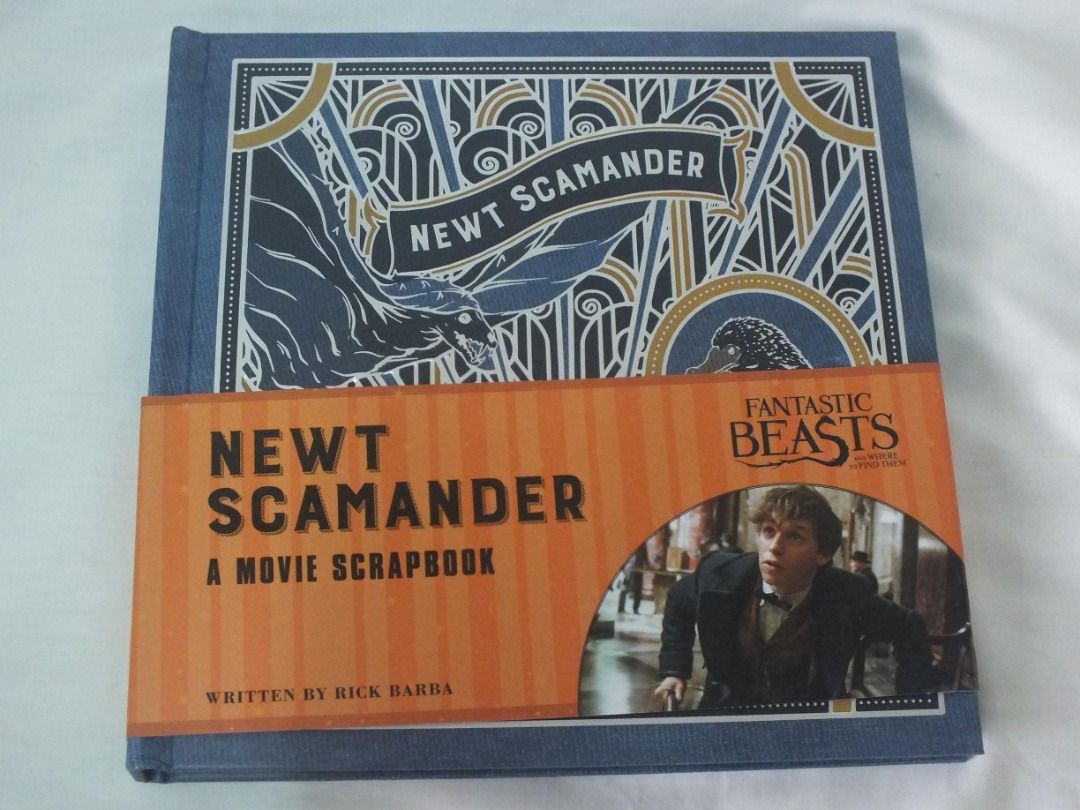 NEWT SCAMANDER
FANTASTIC
BEASTS
AND WHERE
TO FIND THEM
NEWT
SCAMANDER
A MOVIE SCRAPBOOK
WRITTEN BY RICK BARBA